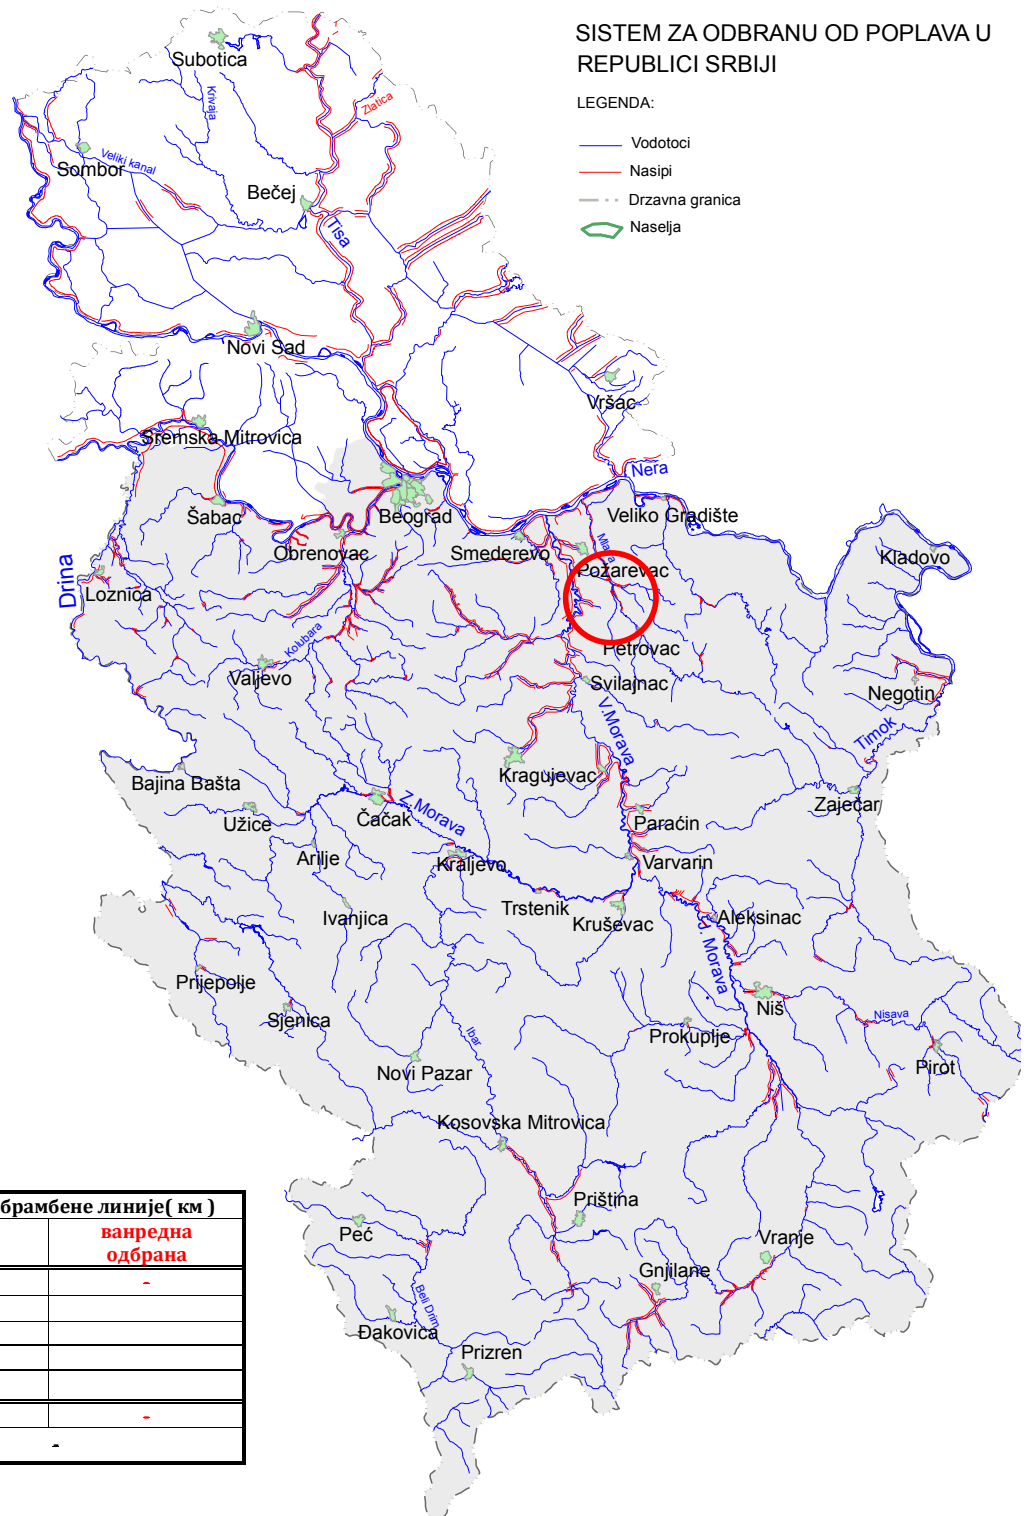 SISTEM ZA ODBRANU OD POPLAVA U
REPUBLICI SRBIJI
LEGENDA:
Vodotoci
Nasipi
Drzavna granica
Naselja
Subotica
Krivaja
Zlatica
Sombor
Veliki kanal
Bečej
Tisa
Novi Sad
Vršac
Sremska Mitrovica
Nera
Šabac
Beograd
Veliko Gradište
Obrenovac
Smederevo
Kladovo
Drina
Loznica
Požarevac
Kolubara
Petrovac
Valjevo
Svilajnac
Negotin
V.Morava
Timok
Bajina Bašta
Kragujevac
Užice
Čačak
Z.Morava
Zaječar
Paraćin
Arilje
Kraljevo
Varvarin
Ivanjica
Trstenik
Kruševac
Aleksinac
J. Morava
Prijepolje
Sjenica
Ibar
Niš
Nisava
Prokuplje
Novi Pazar
Pirot
Kosovska Mitrovica
Priština
Peć
Vranje
Gnjilane
Beli Drim
Đakovica
Prizren
брамбене линије( км )
ванредна
одбрана
-
-
-